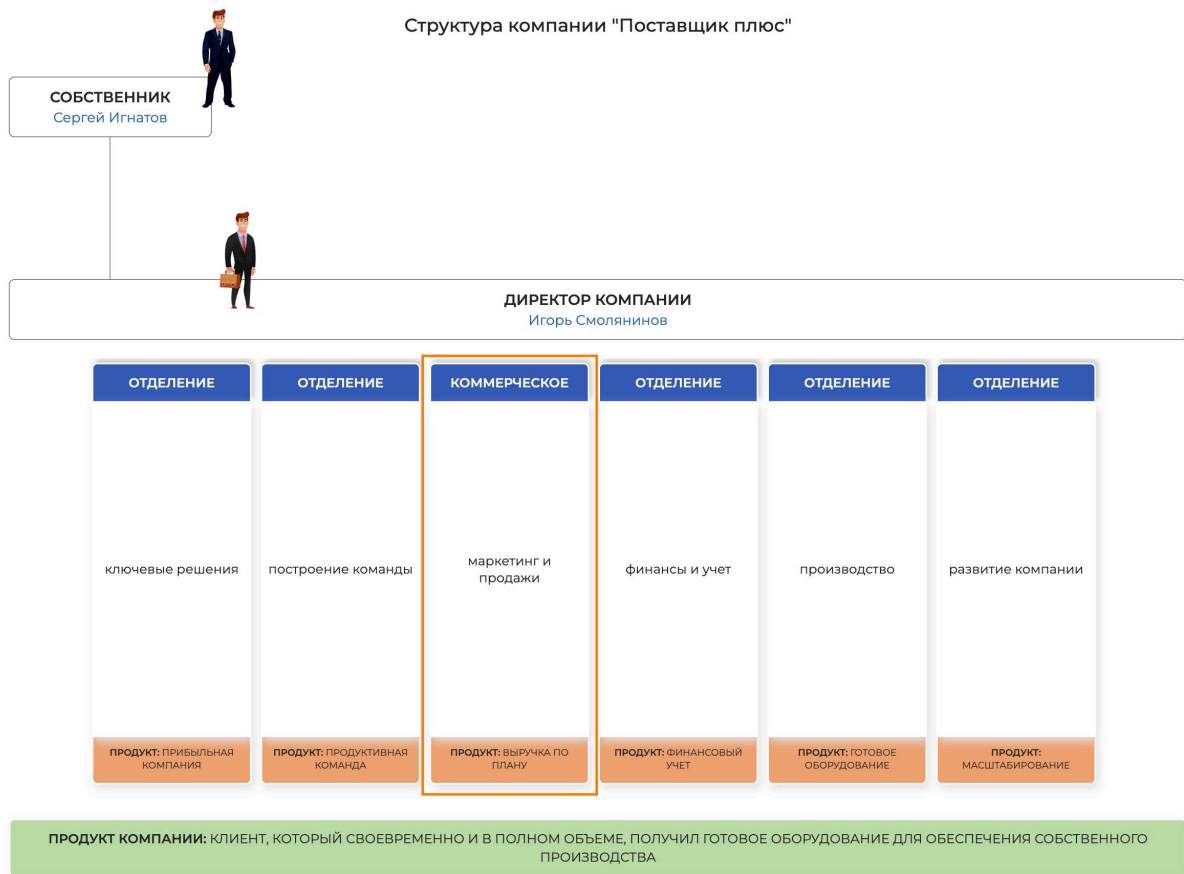 Структура компании "Поставщик плюс"
СОБСТВЕННИК
Сергей Игнатов
ДИРЕКТОР КОМПАНИИ
Игорь Смолянинов
ОТДЕЛЕНИЕ
ОТДЕЛЕНИЕ
КОММЕРЧЕСКОЕ
ОТДЕЛЕНИЕ
ОТДЕЛЕНИЕ
ОТДЕЛЕНИЕ
ключевые решения
построение команды
маркетинг и
продажи
финансы и учет
производство
развитие компании
ПРОДУКТ: ПРИБЫЛЬНАЯ
КОМПАНИЯ
ПРОДУКТ: ПРОДУКТИВНАЯ
КОМАНДА
ПРОДУКТ: ВЫРУЧКА ПО
ПЛАНУ
ПРОДУКТ: ФИНАНСОВЫЙ
УЧЕТ
ПРОДУКТ: ГОТОВОЕ
ОБОРУДОВАНИЕ
ПРОДУКТ:
МАСШТАБИРОВАНИЕ
ПРОДУКТ КОМПАНИИ: КЛИЕНТ, КОТОРЫЙ СВОЕВРЕМЕННО И В ПОЛНОМ ОБЪЕМЕ, ПОЛУЧИЛ ГОТОВОЕ ОБОРУДОВАНИЕ ДЛЯ ОБЕСПЕЧЕНИЯ СОБСТВЕННОГО
ПРОИЗВОДСТВА